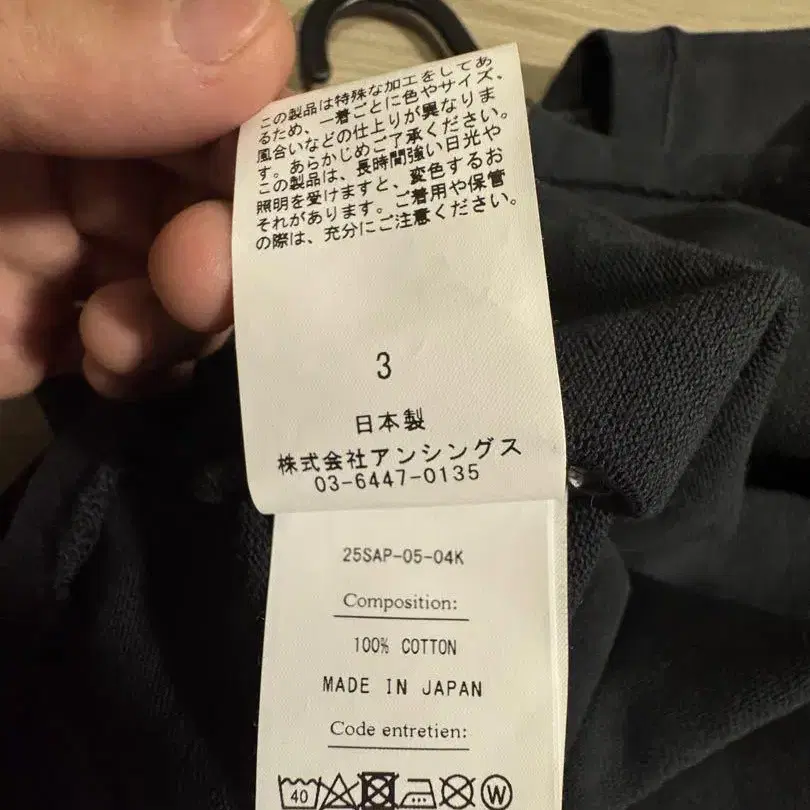 この製品は特殊な加工をしてあ
るため、一着ごとに色やサイズ、
風合いなどの仕上りが異なりま
す。あらかじめご了承ください。
この製品は、長時間強い日光や
照明を受けますと、変色するお
それがあります。ご着用や保管
の際は、充分にご注意ください。
3
日本製
株式会社アンシングス
03-6447-0135
25SAP-05-04K
Composition:
100% COTTON
MADE IN JAPAN
Code entretien:
40 W